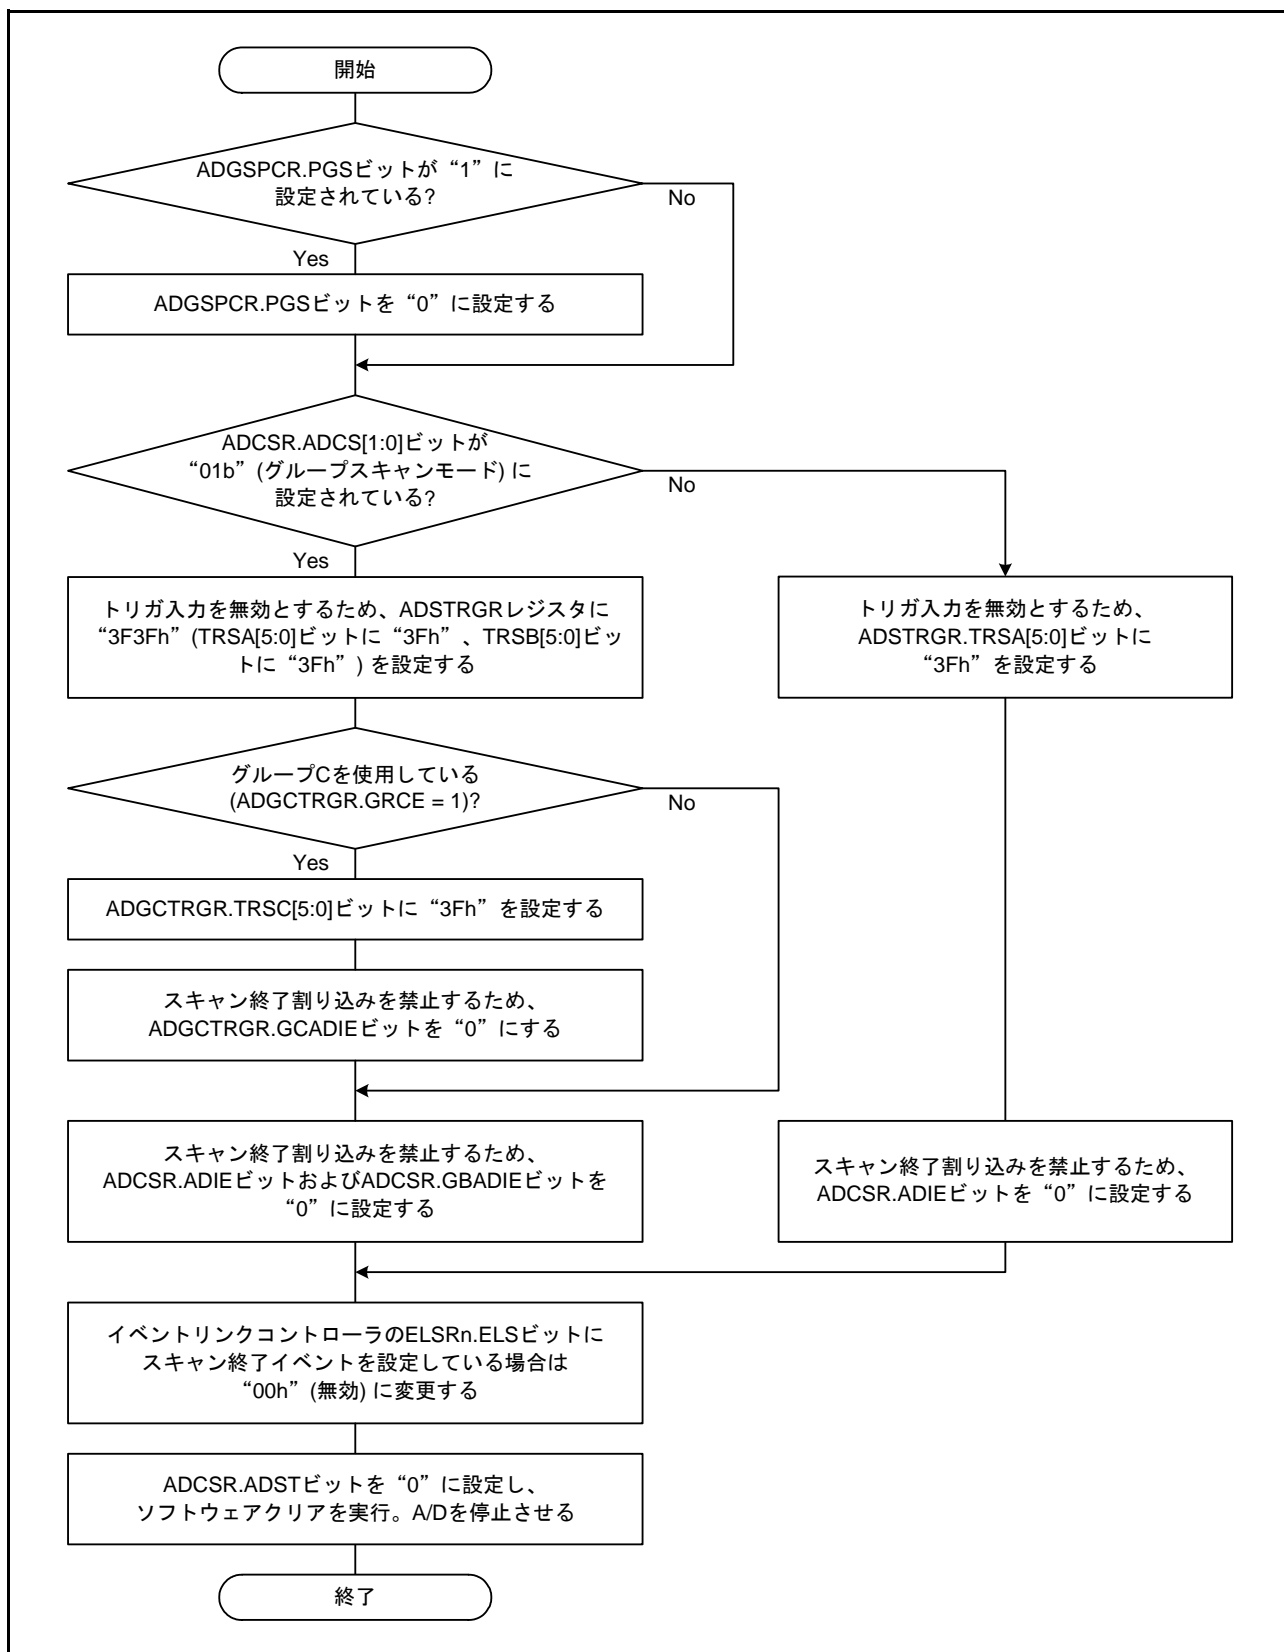 開始
ADGSPCR.PGSビットが“1”に
設定されている?
No
Yes
ADGSPCR.PGSビットを“0”に設定する
ADCSR.ADCS[1:0]ビットが
“01b”(グループスキャンモード) に
設定されている?
No
Yes
トリガ入力を無効とするため、ADSTRGRレジスタに
“3F3Fh”(TRSA[5:0]ビットに“3Fh”、TRSB[5:0]ビッ
トに“3Fh”) を設定する
トリガ入力を無効とするため、
ADSTRGR.TRSA[5:0]ビットに
“3Fh”を設定する
グループCを使用している
(ADGCTRGR.GRCE = 1)?
No
Yes
ADGCTRGR.TRSC[5:0]ビットに“3Fh”を設定する
スキャン終了割り込みを禁止するため、
ADGCTRGR.GCADIEビットを“0”にする
スキャン終了割り込みを禁止するため、
ADCSR.ADIEビットおよびADCSR.GBADIEビットを
“0”に設定する
スキャン終了割り込みを禁止するため、
ADCSR.ADIEビットを“0”に設定する
イベントリンクコントローラのELSRn.ELSビットに
スキャン終了イベントを設定している場合は
“00h”(無効) に変更する
ADCSR.ADSTビットを“0”に設定し、
ソフトウェアクリアを実行。A/Dを停止させる
終了